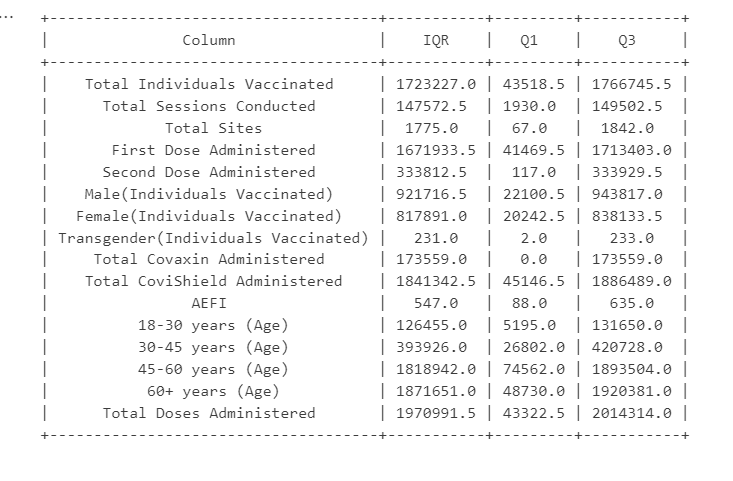 ...
Column | IQR | Q1 | Q3
Total Individuals Vaccinated | 1723227.0 | 43518.5 | 1766745.5
Total Sessions Conducted | 147572.5 | 1930.0 | 149502.5
Total Sites | 1775.0 | 67.0 | 1842.0
First Dose Administered | 1671933.5 | 41469.5 | 1713403.0
Second Dose Administered | 333812.5 | 117.0 | 333929.5
Male(Individuals Vaccinated) | 921716.5 | 22100.5 | 943817.0
Female(Individuals Vaccinated) | 817891.0 | 20242.5 | 838133.5
Transgender(Individuals Vaccinated) | 231.0 | 2.0 | 233.0
Total Covaxin Administered | 173559.0 | 0.0 | 173559.0
Total CoviShield Administered | 1841342.5 | 45146.5 | 1886489.0
AEFI | 547.0 | 88.0 | 635.0
18-30 years (Age) | 126455.0 | 5195.0 | 131650.0
30-45 years (Age) | 393926.0 | 26802.0 | 420728.0
45-60 years (Age) | 1818942.0 | 74562.0 | 1893504.0
60+ years (Age) | 1871651.0 | 48730.0 | 1920381.0
Total Doses Administered | 1970991.5 | 43322.5 | 2014314.0